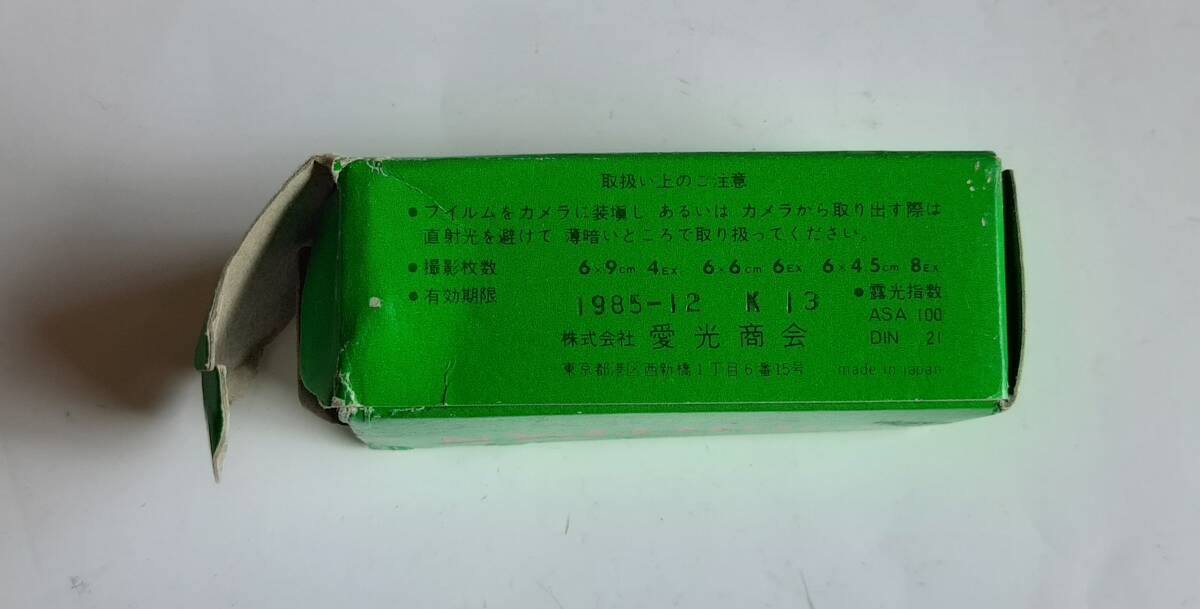 取扱い上のご注意
●フイルムをカメラに装塡し あるいは カメラから取り出す際は
直射光を避けて 薄暗いところで取り扱ってください。
●撮影枚数 6×9cm 4EX 6×6cm 6EX 6×4.5cm 8EX
●有効期限 1985-12 K 13
●露光指数
ASA 100
DIN 21
株式会社 愛光商会
東京都港区西新橋1丁目6番15号 made in japan